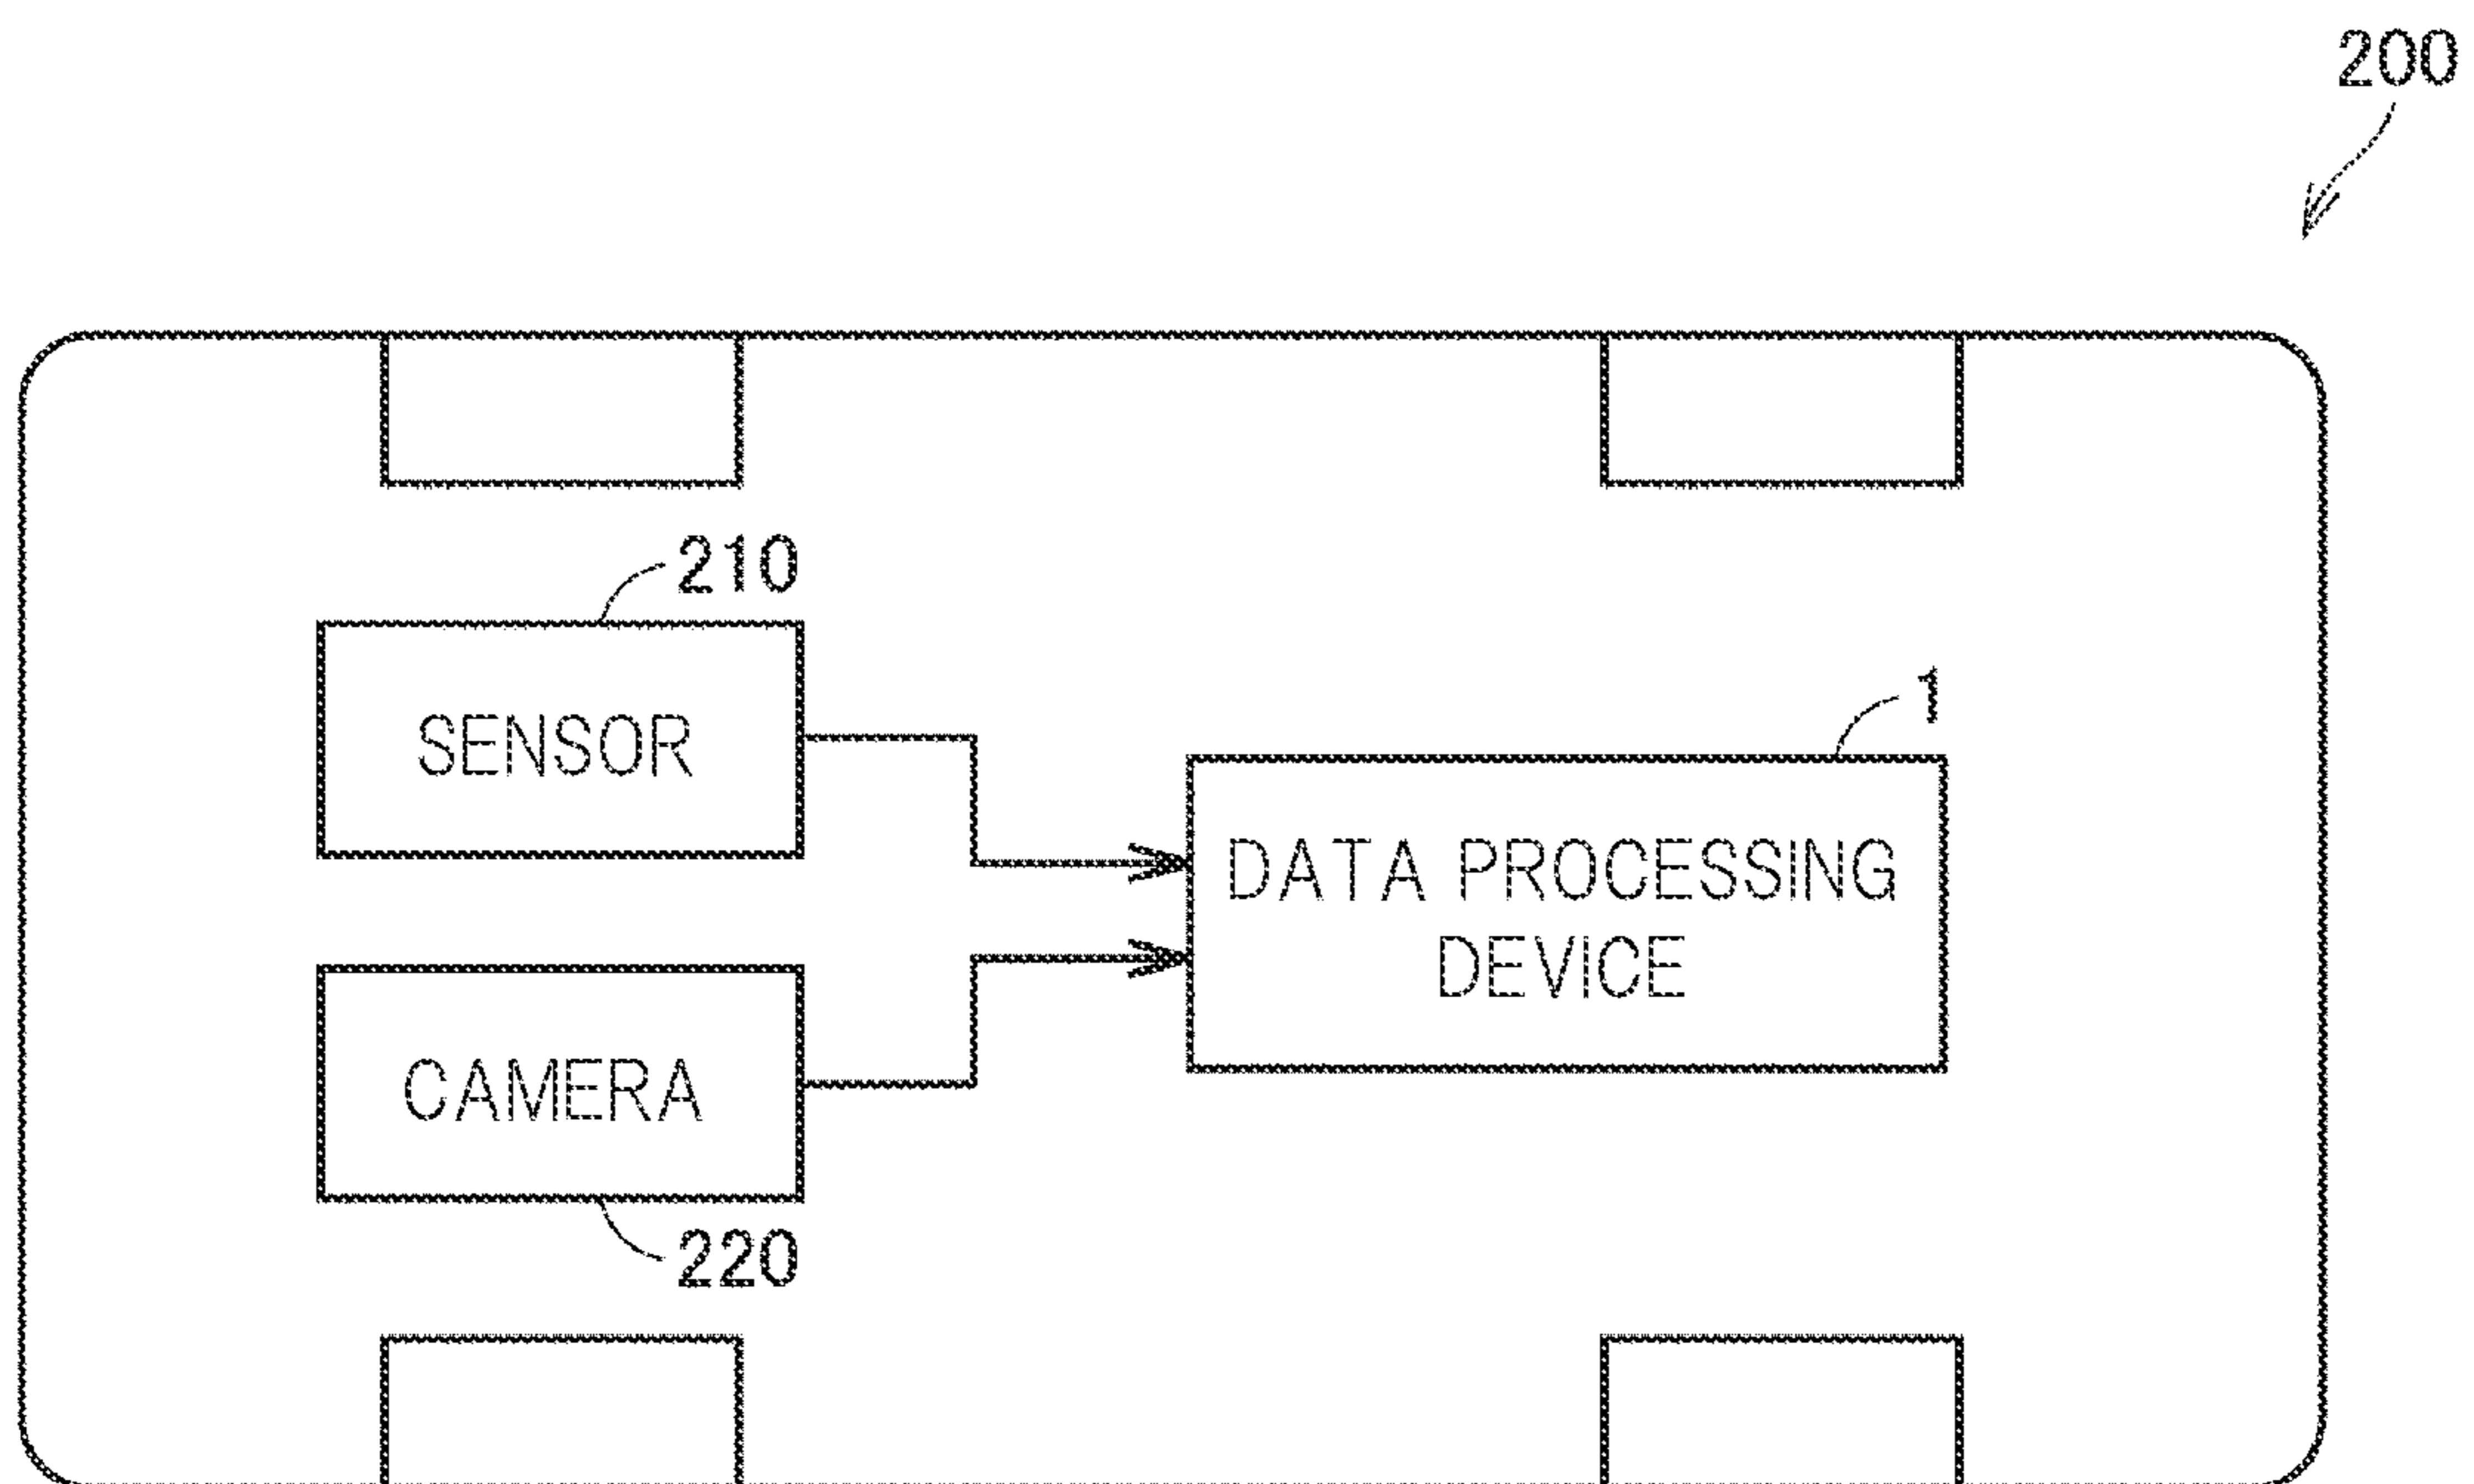 200
210
SENSOR
1
DATA PROCESSING
DEVICE
CAMERA
220